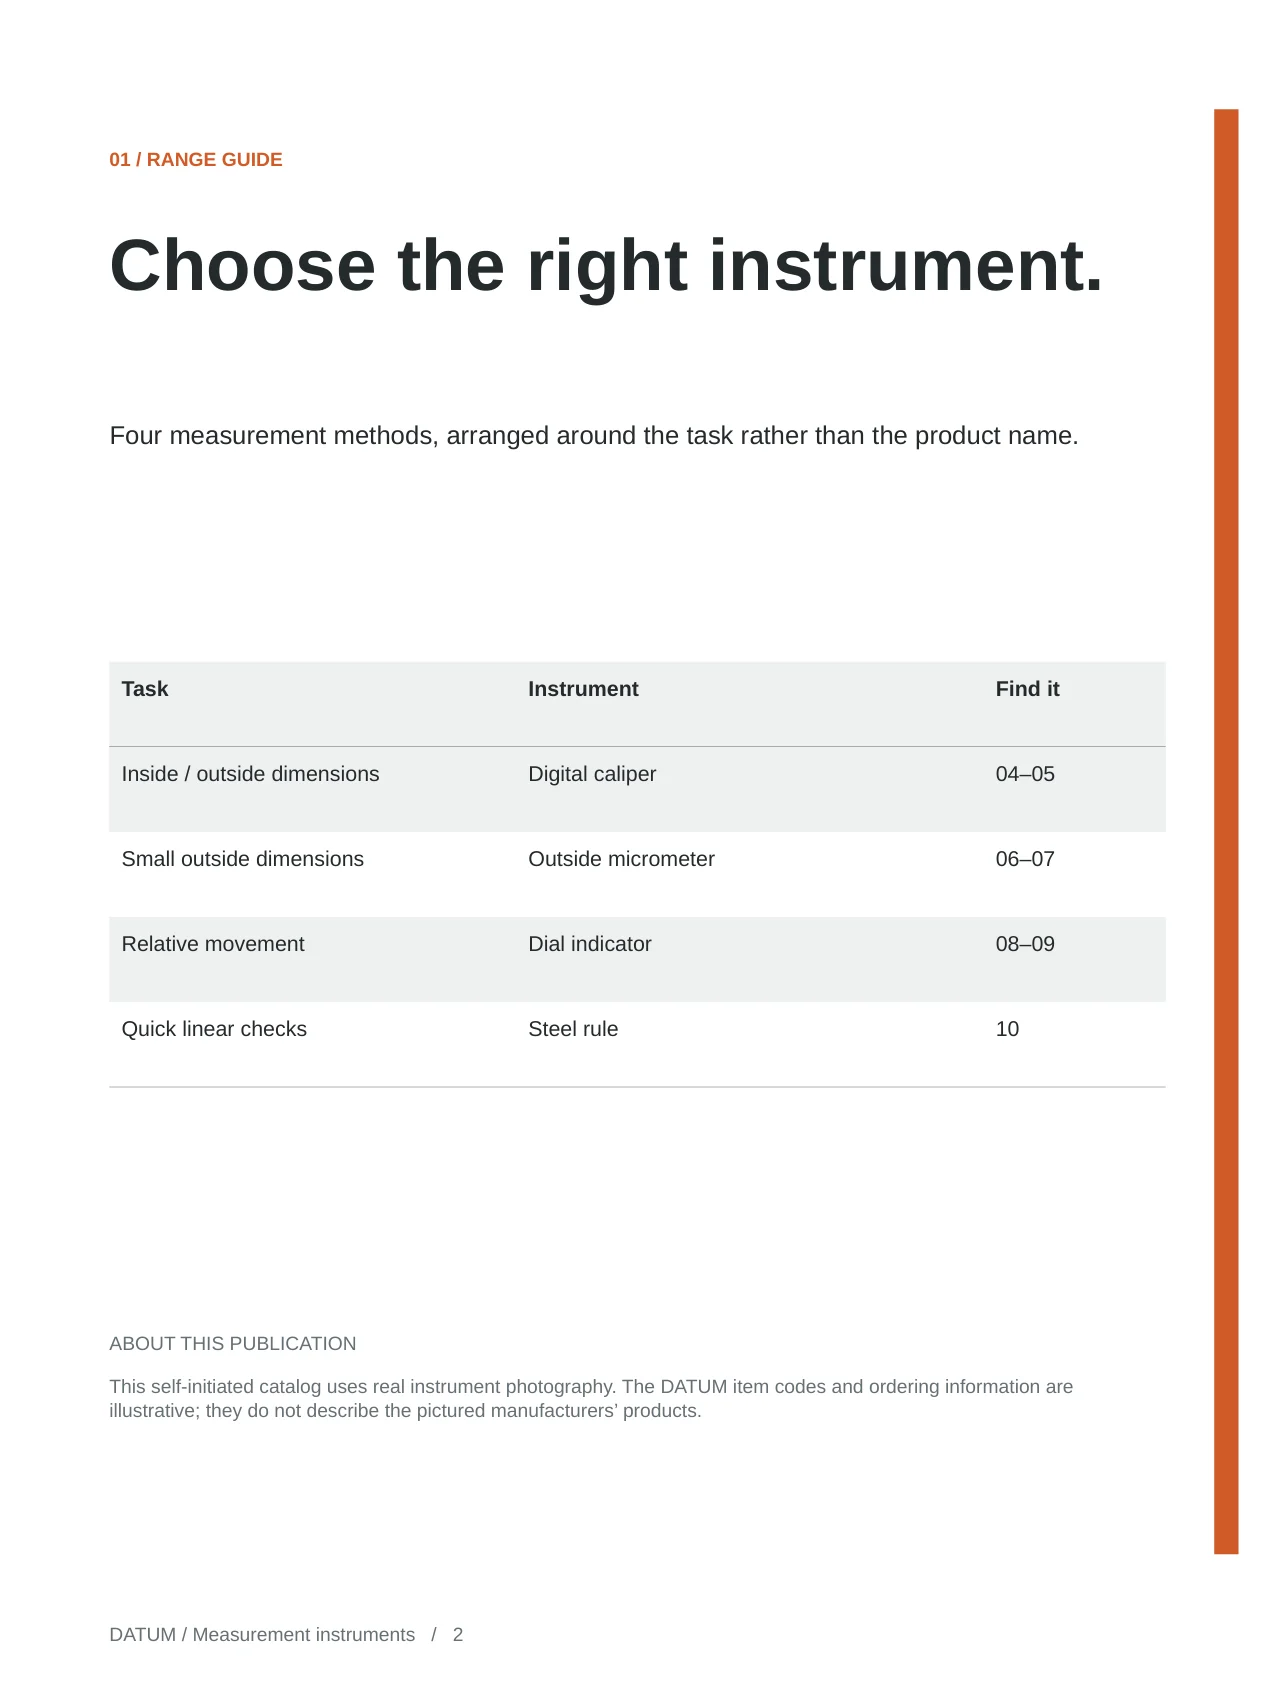 01 / RANGE GUIDE
Choose the right instrument.
Four measurement methods, arranged around the task rather than the product name.
Task Instrument Find it
Inside / outside dimensions Digital caliper 04–05
Small outside dimensions Outside micrometer 06–07
Relative movement Dial indicator 08–09
Quick linear checks Steel rule 10
ABOUT THIS PUBLICATION
This self-initiated catalog uses real instrument photography. The DATUM item codes and ordering information are
illustrative; they do not describe the pictured manufacturers’ products.
DATUM / Measurement instruments / 2